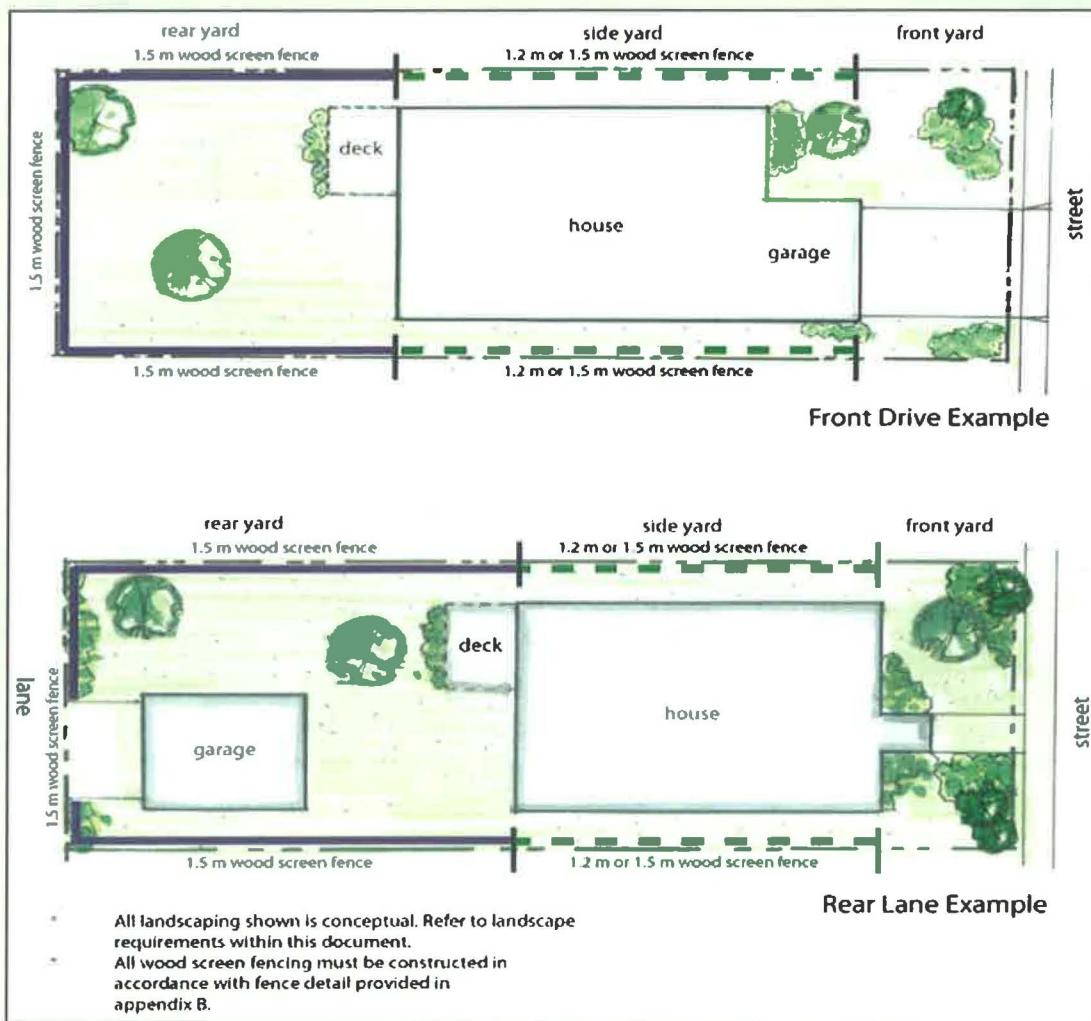 rear yard
1.5 m wood screen fence
side yard
1.2 m or 1.5 m wood screen fence
front yard
1.5 m wood screen fence
deck
house
garage
street
1.5 m wood screen fence
1.2 m or 1.5 m wood screen fence
Front Drive Example
rear yard
1.5 m wood screen fence
side yard
1.2 m or 1.5 m wood screen fence
front yard
lane
1.5 m wood screen fence
deck
garage
house
street
1.5 m wood screen fence
1.2 m or 1.5 m wood screen fence
Rear Lane Example
All landscaping shown is conceptual. Refer to landscape
requirements within this document.
All wood screen fencing must be constructed in
accordance with fence detail provided in
appendix B.